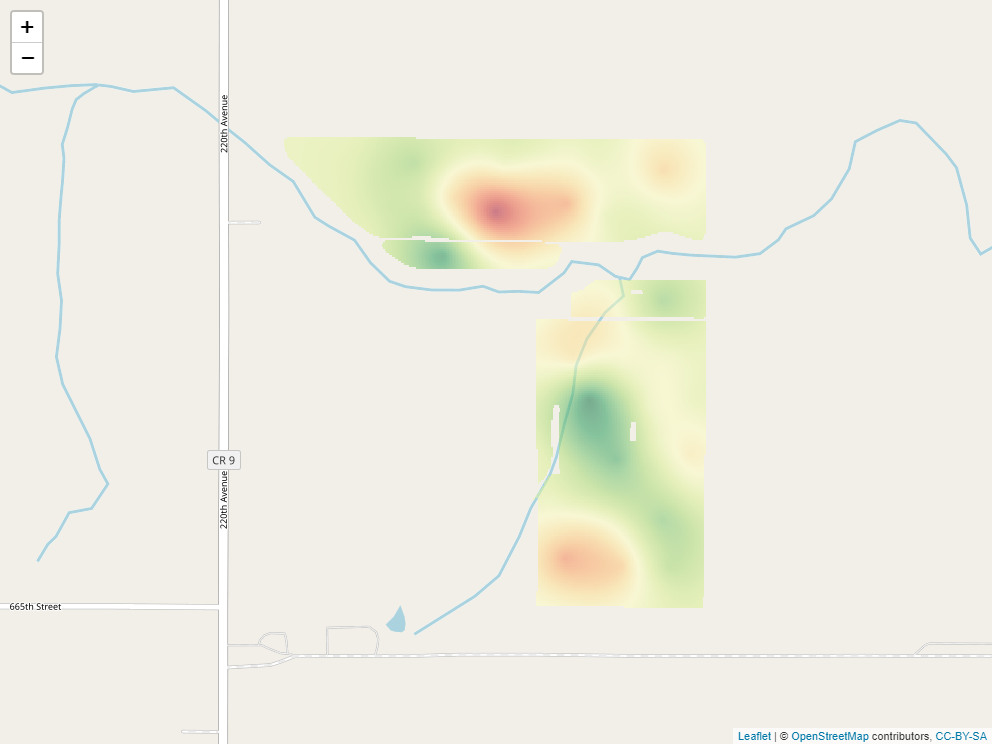 +
−
220th Avenue
CR 9
220th Avenue
665th Street
Leaflet | © OpenStreetMap contributors, CC-BY-SA